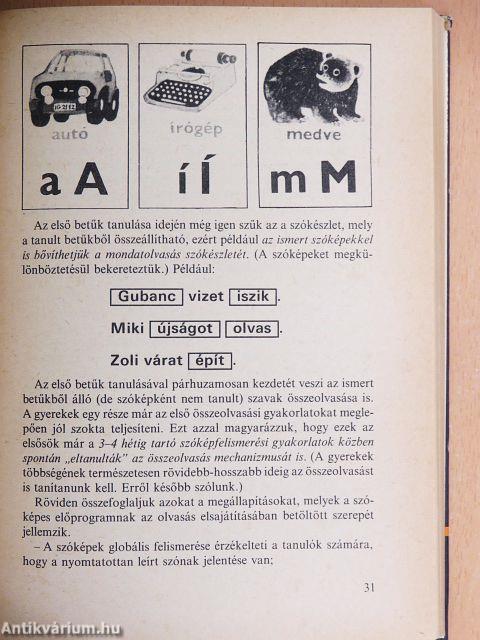 IG 2112
autó
írógép
medve
a A
í Í
m M
Az első betűk tanulása idején még igen szűk az a szókészlet, mely
a tanult betűkből összeállítható, ezért például az ismert szóképekkel
is bővíthetjük a mondatolvasás szókészletét. (A szóképeket megkü-
lönböztetésül bekereteztük.) Például:
Gubanc vizet iszik.
Miki újságot olvas.
Zoli várat épít.
Az első betűk tanulásával párhuzamosan kezdetét veszi az ismert
betűkből álló (de szóképként nem tanult) szavak összeolvasása is.
A gyerekek egy része már az első összeolvasási gyakorlatokat megle-
pően jól szokta teljesíteni. Ezt azzal magyarázzuk, hogy ezek az
elsősök már a 3–4 hétig tartó szóképfelismerési gyakorlatok közben
spontán „eltanulták” az összeolvasás mechanizmusát is. (A gyerekek
többségének természetesen rövidebb-hosszabb ideig az összeolvasást
is tanítanunk kell. Erről később szólunk.)
Röviden összefoglaljuk azokat a megállapításokat, melyek a szó-
képes előprogramnak az olvasás elsajátításában betöltött szerepét
jellemzik.
– A szóképek globális felismerése érzékelteti a tanulók számára,
hogy a nyomtatottan leírt szónak jelentése van;
31
Antikvárium.hu